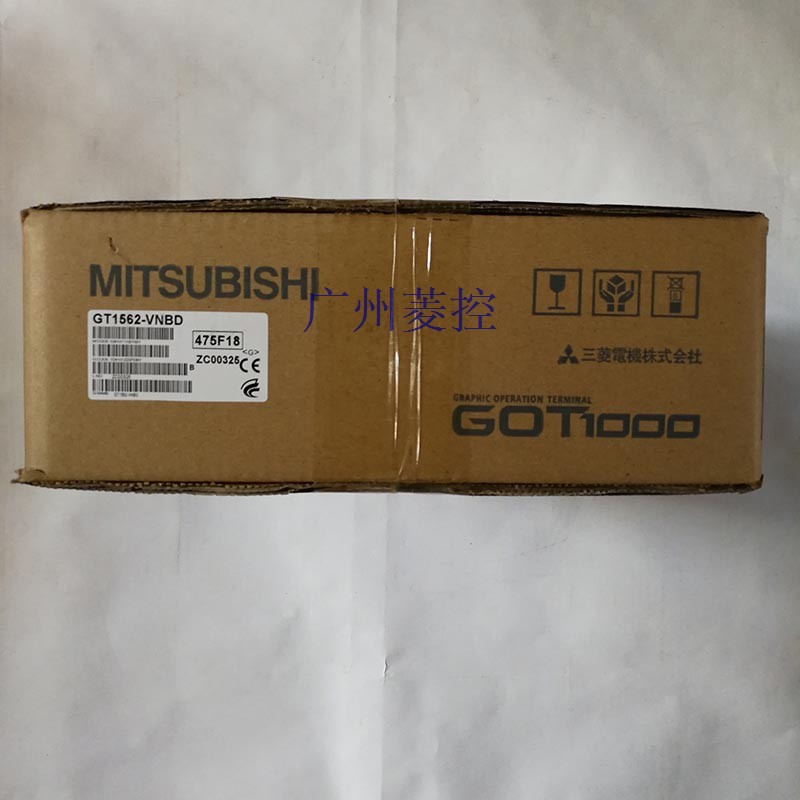 MITSUBISHI
广州菱控
GT1562-VNBD
475F18
<G>
ZC00325
CE
B
三菱電機株式会社
GRAPHIC OPERATION TERMINAL
GOT1000